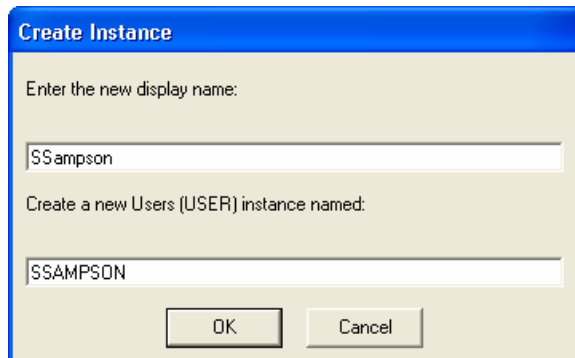 Create Instance
Enter the new display name:
SSampson
Create a new Users (USER) instance named:
SSAMPSON
OK Cancel